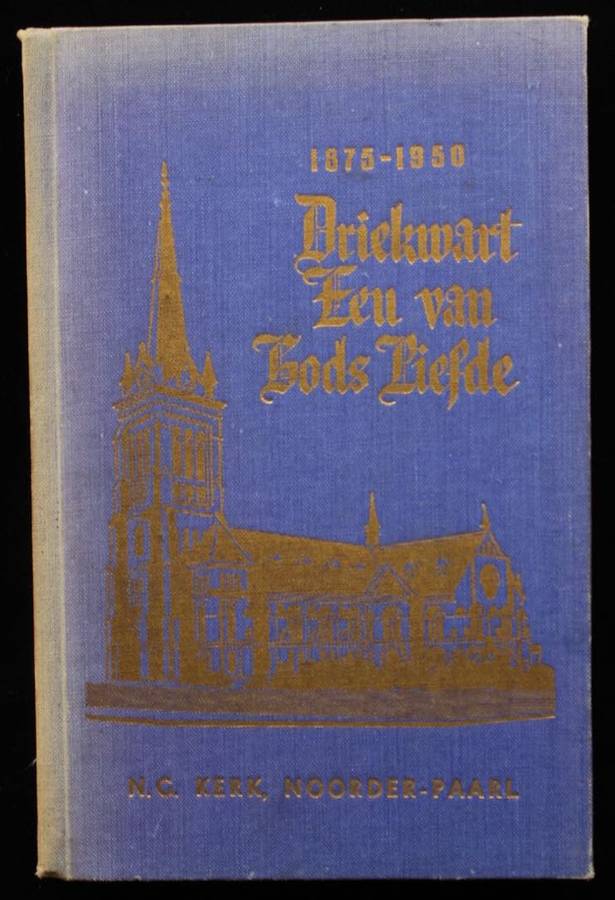 1875-1950
Driekwart
Eeu van
Gods Liefde
N.G. KERK, NOORDER-PAARL